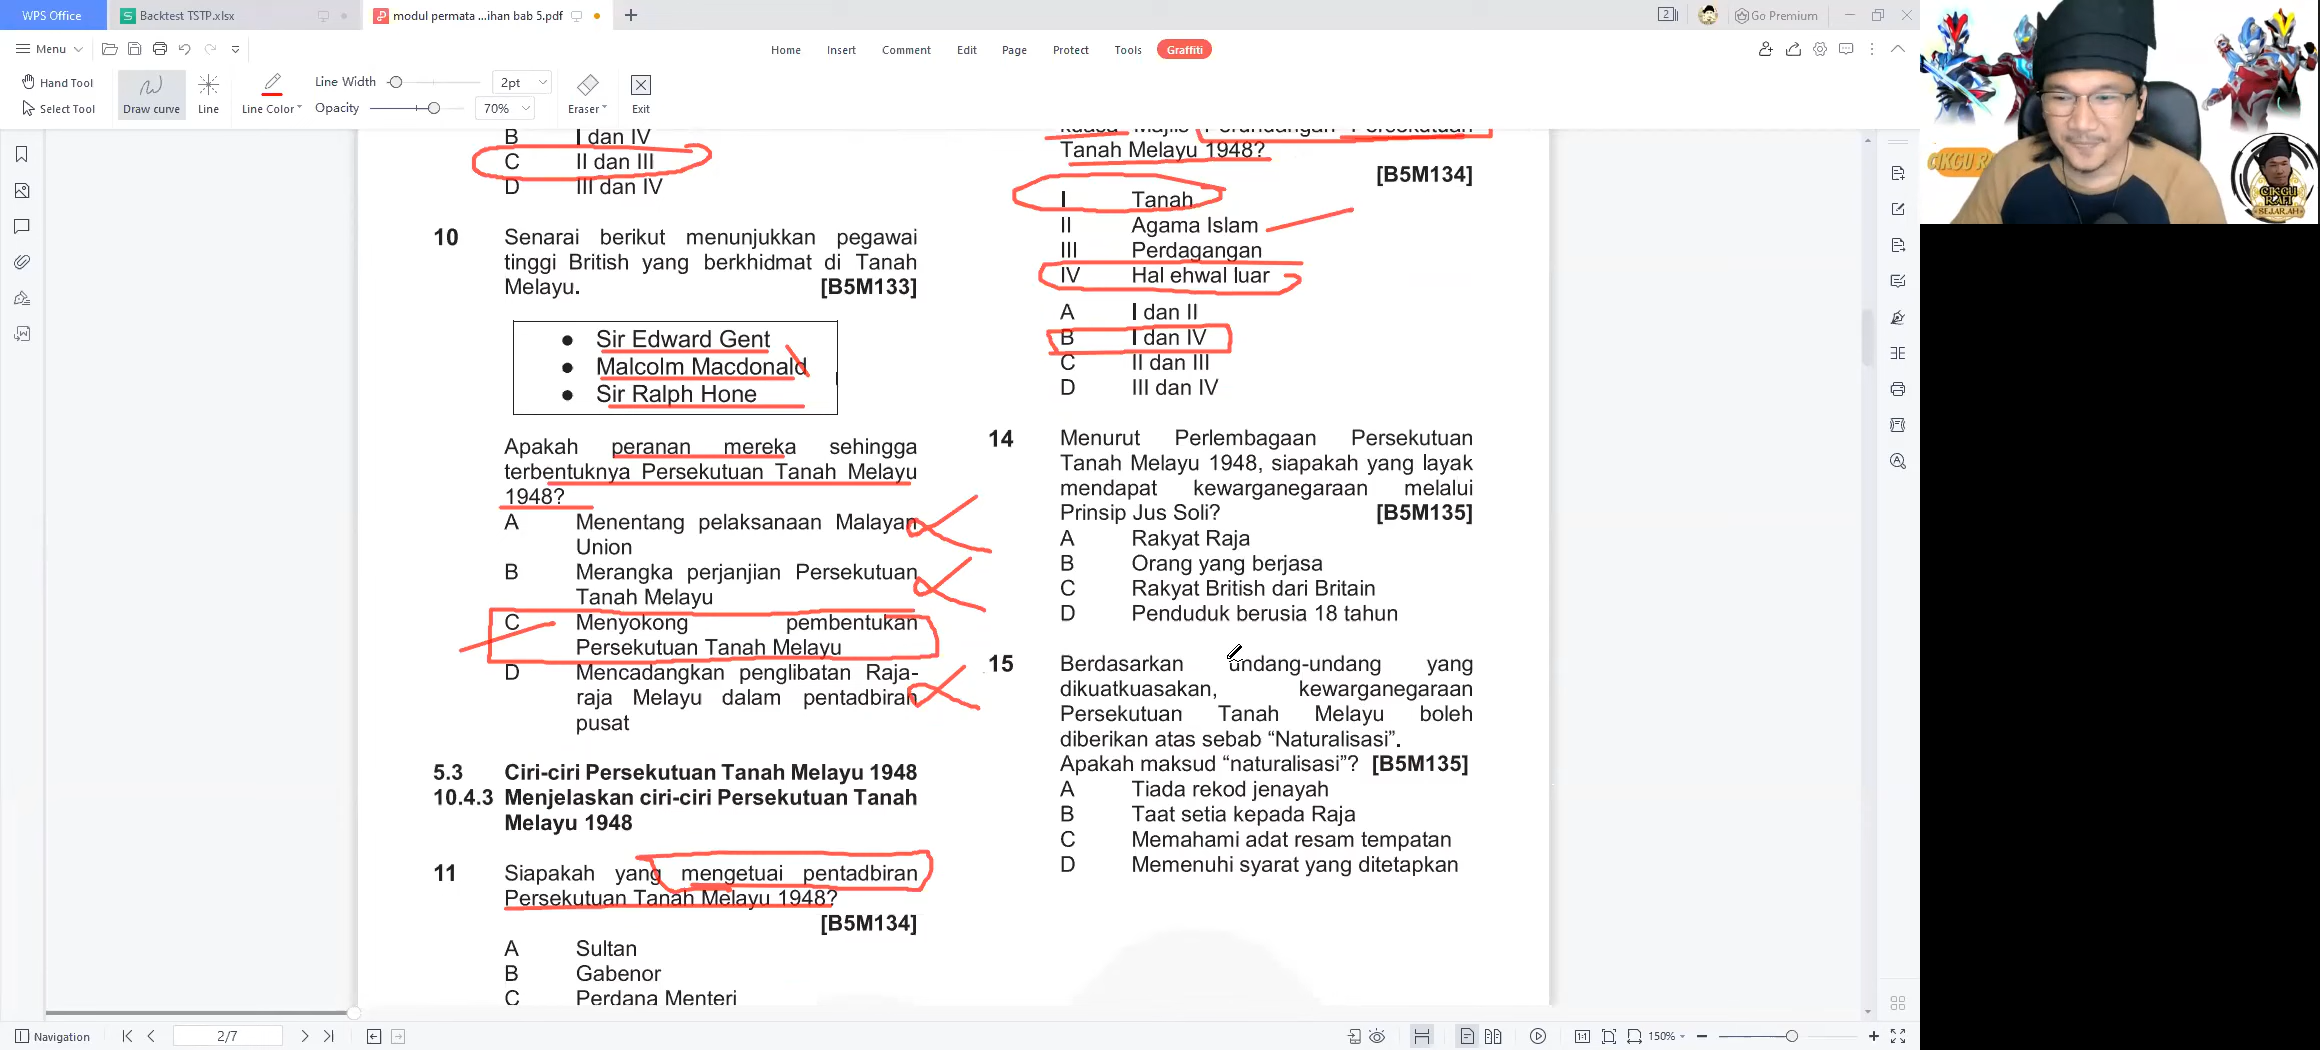 WPS Office
Backtest TSTP.xlsx
modul permata ...ihan bab 5.pdf
2
Go Premium
Menu
Home Insert Comment Edit Page Protect Tools Graffiti
Hand Tool
Select Tool
Draw curve
Line
Line Color
Line Width 2pt
Opacity 70%
Eraser
Exit
B I dan IV
C II dan III
D III dan IV
10 Senarai berikut menunjukkan pegawai
tinggi British yang berkhidmat di Tanah
Melayu. [B5M133]
● Sir Edward Gent
● Malcolm Macdonald
● Sir Ralph Hone
Apakah peranan mereka sehingga
terbentuknya Persekutuan Tanah Melayu
1948?
A Menentang pelaksanaan Malayan
Union
B Merangka perjanjian Persekutuan
Tanah Melayu
C Menyokong pembentukan
Persekutuan Tanah Melayu
D Mencadangkan penglibatan Raja-
raja Melayu dalam pentadbiran
pusat
5.3 Ciri-ciri Persekutuan Tanah Melayu 1948
10.4.3 Menjelaskan ciri-ciri Persekutuan Tanah
Melayu 1948
11 Siapakah yang mengetuai pentadbiran
Persekutuan Tanah Melayu 1948?
[B5M134]
A Sultan
B Gabenor
C Perdana Menteri
kuasa Majlis Perundangan Persekutuan
Tanah Melayu 1948?
[B5M134]
I Tanah
II Agama Islam
III Perdagangan
IV Hal ehwal luar
A I dan II
B I dan IV
C II dan III
D III dan IV
14 Menurut Perlembagaan Persekutuan
Tanah Melayu 1948, siapakah yang layak
mendapat kewarganegaraan melalui
Prinsip Jus Soli? [B5M135]
A Rakyat Raja
B Orang yang berjasa
C Rakyat British dari Britain
D Penduduk berusia 18 tahun
15 Berdasarkan undang-undang yang
dikuatkuasakan, kewarganegaraan
Persekutuan Tanah Melayu boleh
diberikan atas sebab “Naturalisasi”.
Apakah maksud “naturalisasi”? [B5M135]
A Tiada rekod jenayah
B Taat setia kepada Raja
C Memahami adat resam tempatan
D Memenuhi syarat yang ditetapkan
CIKGU
CIKGU
RAFI
SEJARAH
Navigation
2/7
150%